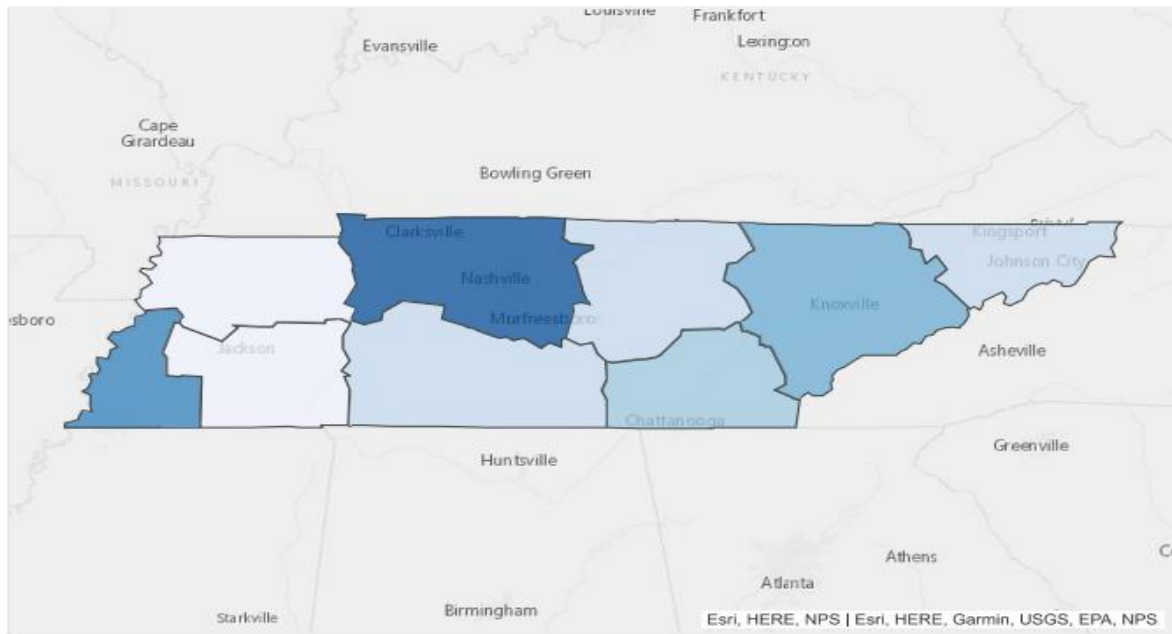 Louisville
Frankfort
Evansville
Lexington
KENTUCKY
Cape
Girardeau
MISSOURI
Bowling Green
Clarksville
Kingsport
Nashville
Johnson City
Knoxville
esboro
Murfreesboro
Jackson
Asheville
Chattanooga
Huntsville
Greenville
Athens
Atlanta
Birmingham
Starkville
Esri, HERE, NPS | Esri, HERE, Garmin, USGS, EPA, NPS